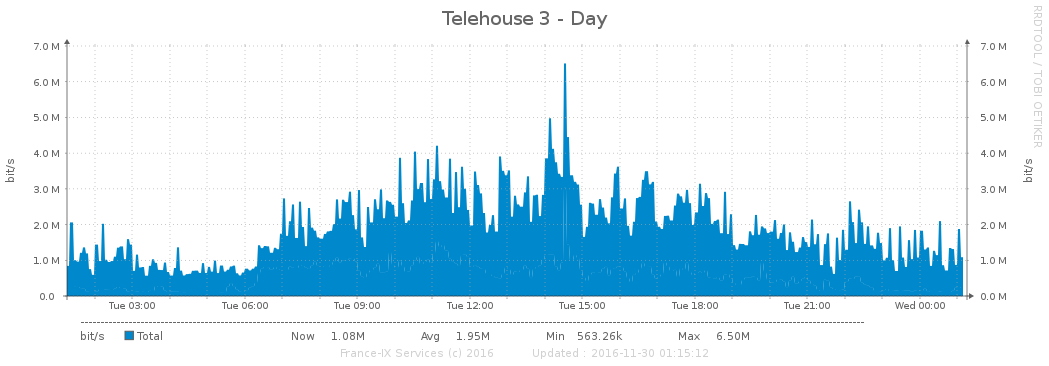 Telehouse 3 - Day
RRDTOOL / TOBI OETIKER
7.0 M 7.0 M
6.0 M 6.0 M
5.0 M 5.0 M
4.0 M 4.0 M
3.0 M 3.0 M
2.0 M 2.0 M
1.0 M 1.0 M
0.0 0.0 M
bit/s bit/s
Tue 03:00 Tue 06:00 Tue 09:00 Tue 12:00 Tue 15:00 Tue 18:00 Tue 21:00 Wed 00:00
bit/s Total Now 1.08M Avg 1.95M Min 563.26k Max 6.50M
France-IX Services (c) 2016 Updated : 2016-11-30 01:15:12